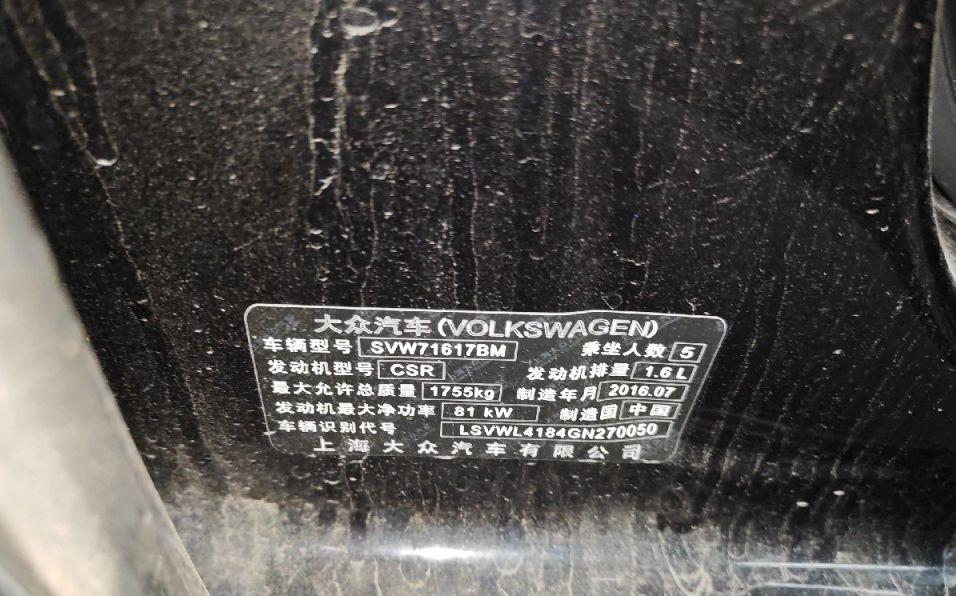 大众汽车(VOLKSWAGEN)
车辆型号 SVW71617BM 乘坐人数 5
发动机型号 CSR 发动机排量 1.6 L
最大允许总质量 1755kg 制造年月 2016.07
发动机最大净功率 81 kW 制造国 中国
车辆识别代号 LSVWL4184GN270050
上海大众汽车有限公司